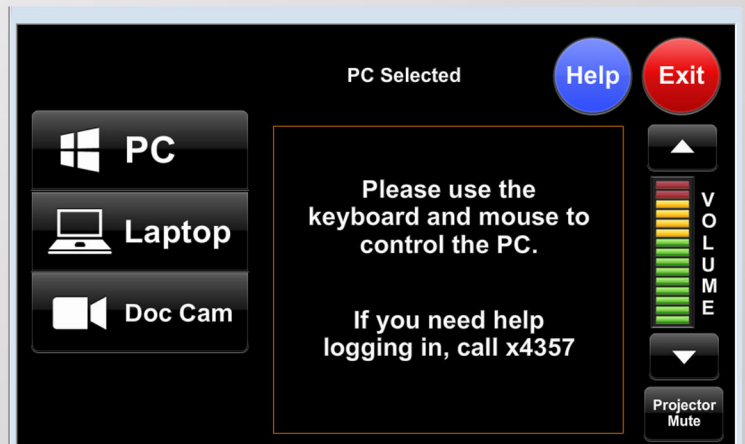 PC Selected
Help
Exit
PC
Laptop
Doc Cam
Please use the
keyboard and mouse to
control the PC.
If you need help
logging in, call x4357
VOLUME
Projector
Mute